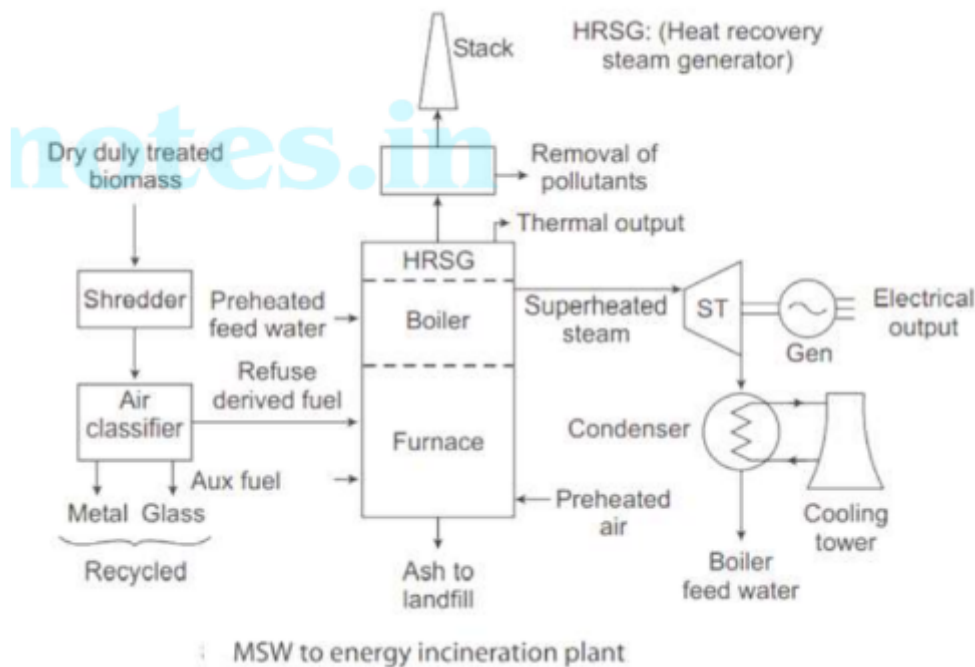 HRSG: (Heat recovery
steam generator)
Stack
notes.in
Dry duly treated
biomass
Removal of
pollutants
Thermal output
HRSG
Shredder
Preheated
feed water
Boiler
Superheated
steam
ST
Gen
Electrical
output
Refuse
derived fuel
Air
classifier
Furnace
Condenser
Aux fuel
Metal Glass
Recycled
Preheated
air
Cooling
tower
Ash to
landfill
Boiler
feed water
MSW to energy incineration plant